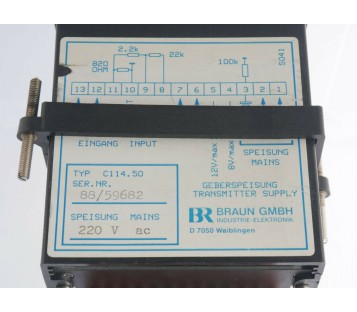 2.2k
820 OHM
22k
100k
S041
13 12 11 10 9 8 7 6 5 4 3 2 1
EINGANG INPUT
12V/max
8V/max
SPEISUNG
MAINS
TYP C114.50
SER.NR.
88/59682
SPEISUNG MAINS
220 V ac
GEBERSPEISUNG
TRANSMITTER SUPPLY
BR BRAUN GMBH
INDUSTRIE-ELEKTRONIK
D 7050 Waiblingen